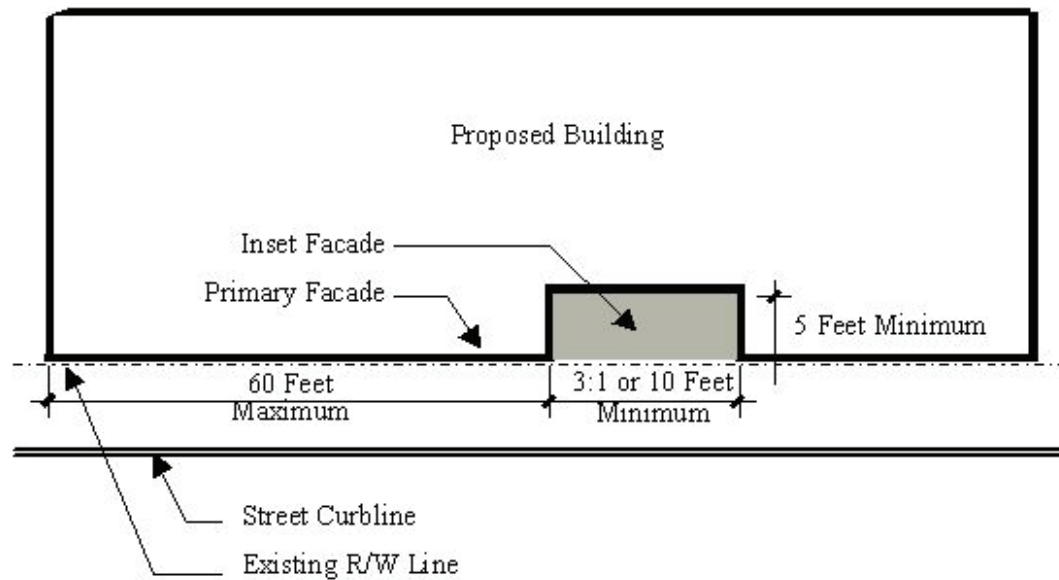 Proposed Building
Inset Facade
Primary Facade
5 Feet Minimum
60 Feet
Maximum
3:1 or 10 Feet
Minimum
Street Curbline
Existing R/W Line